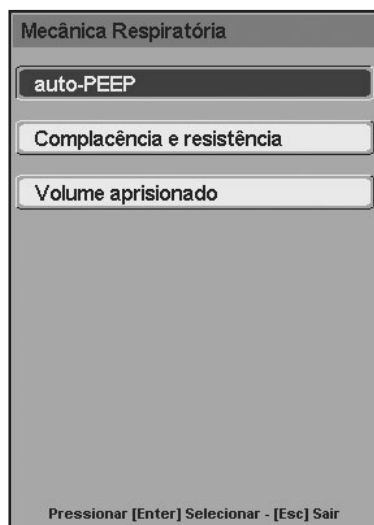 Mecânica Respiratória
auto-PEEP
Complacência e resistência
Volume aprisionado
Pressionar [Enter] Selecionar - [Esc] Sair